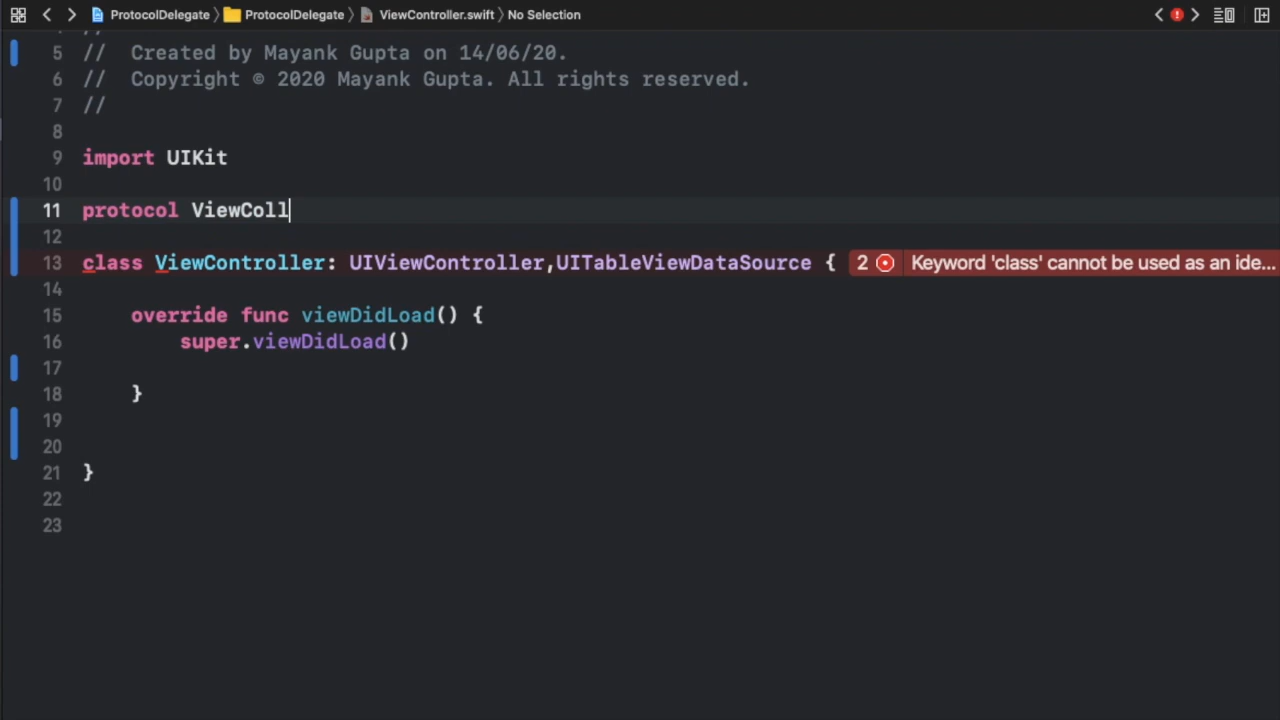 ProtocolDelegate 〉 ProtocolDelegate 〉 ViewController.swift 〉 No Selection
4 //
5 // Created by Mayank Gupta on 14/06/20.
6 // Copyright © 2020 Mayank Gupta. All rights reserved.
7 //
8
9 import UIKit
10
11 protocol ViewColl
12
13 class ViewController: UIViewController,UITableViewDataSource { 2 Keyword 'class' cannot be used as an ide...
14
15 override func viewDidLoad() {
16 super.viewDidLoad()
17
18 }
19
20
21 }
22
23